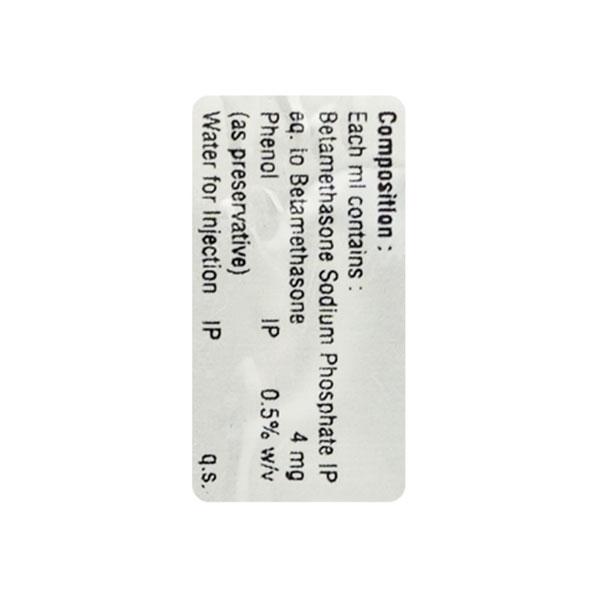 Composition :
Each ml contains :
Betamethasone Sodium Phosphate IP
eq. to Betamethasone 4 mg
Phenol IP 0.5% w/v
(as preservative)
Water for Injection IP q.s.